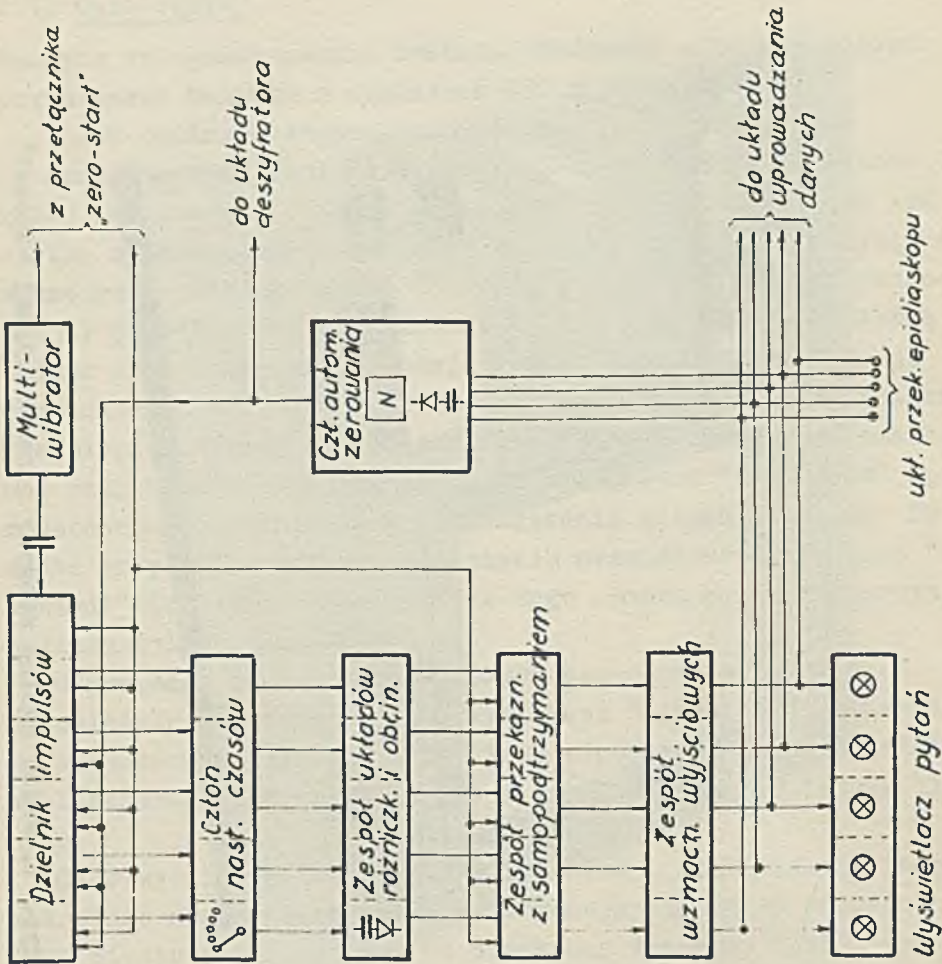 z przełącznika
„zero-start"
Multi-
wibrator
do układu
deszyfratora
Czł. autom.
zerowania
N
do układu
wprowadzania
danych
ukł. przek. epidiaskopu
Dzielnik impulsów
Człon
nast. czasów
Zespół układów
różniczk. i obcin.
Zespół przekaźn.
z samopodtrzymaniem
Zespół
wzmach. wyjściowych
Wyświetlacz pytań